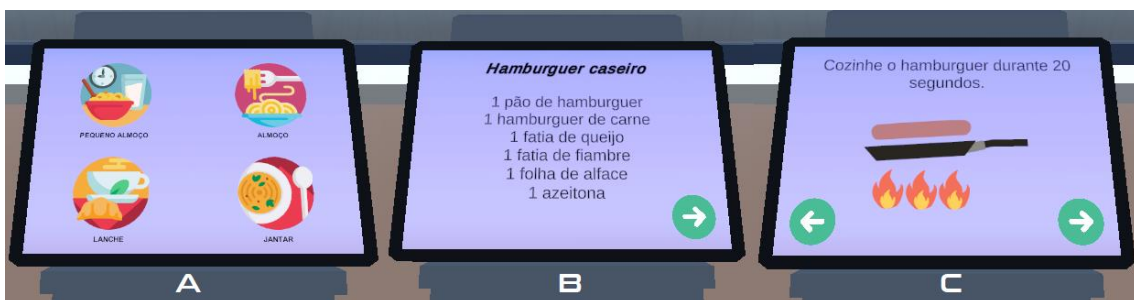 PEQUENO ALMOÇO
ALMOÇO
LANCHE
JANTAR
A
Hamburguer caseiro
1 pão de hamburguer
1 hamburguer de carne
1 fatia de queijo
1 fatia de fiambre
1 folha de alface
1 azeitona
B
Cozinhe o hamburguer durante 20
segundos.
C